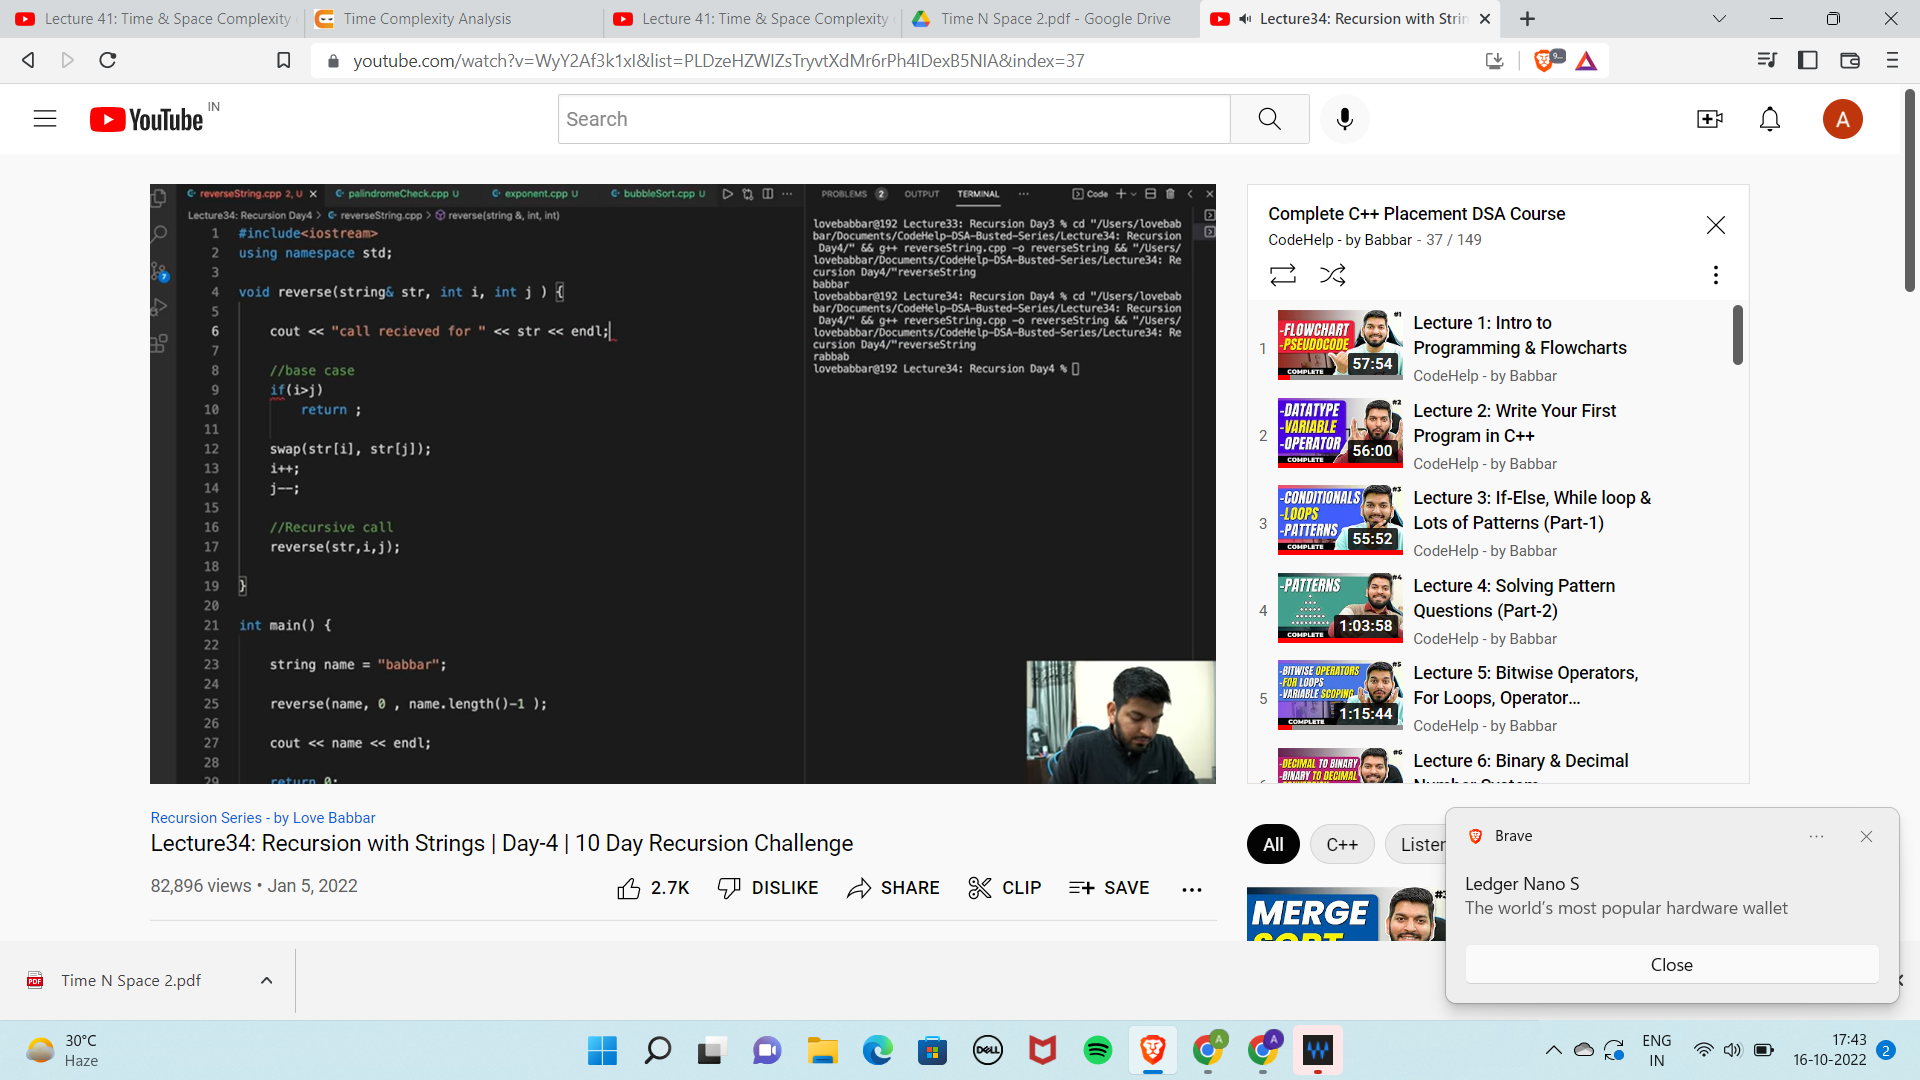 Lecture 41: Time & Space Complexity
Time Complexity Analysis
Lecture 41: Time & Space Complexity
Time N Space 2.pdf - Google Drive
Lecture34: Recursion with Strin
youtube.com/watch?v=WyY2Af3k1xI&list=PLDzeHZWIZsTryvtXdMr6rPh4IDexB5NIA&index=37
YouTube IN
Search
A
reverseString.cpp 2, U
palindromeCheck.cpp U
exponent.cpp U
bubbleSort.cpp U
Lecture34: Recursion Day4 > reverseString.cpp > reverse(string &, int, int)
1 #include<iostream>
2 using namespace std;
3
4 void reverse(string& str, int i, int j ) {
5
6 cout << "call recieved for " << str << endl;
7
8 //base case
9 if(i>j)
10 return ;
11
12 swap(str[i], str[j]);
13 i++;
14 j--;
15
16 //Recursive call
17 reverse(str,i,j);
18
19 }
20
21 int main() {
22
23 string name = "babbar";
24
25 reverse(name, 0 , name.length()-1 );
26
27 cout << name << endl;
28
29 return 0;
PROBLEMS 2 OUTPUT TERMINAL ... Code
lovebabbar@192 Lecture33: Recursion Day3 % cd "/Users/lovebab
bar/Documents/CodeHelp-DSA-Busted-Series/Lecture34: Recursion
Day4/" && g++ reverseString.cpp -o reverseString && "/Users/
lovebabbar/Documents/CodeHelp-DSA-Busted-Series/Lecture34: Re
cursion Day4/"reverseString
babbar
lovebabbar@192 Lecture34: Recursion Day4 % cd "/Users/lovebab
bar/Documents/CodeHelp-DSA-Busted-Series/Lecture34: Recursion
Day4/" && g++ reverseString.cpp -o reverseString && "/Users/
lovebabbar/Documents/CodeHelp-DSA-Busted-Series/Lecture34: Re
cursion Day4/"reverseString
rabbab
lovebabbar@192 Lecture34: Recursion Day4 %
Recursion Series - by Love Babbar
Lecture34: Recursion with Strings | Day-4 | 10 Day Recursion Challenge
82,896 views • Jan 5, 2022
2.7K
DISLIKE
SHARE
CLIP
SAVE
Complete C++ Placement DSA Course
CodeHelp - by Babbar - 37 / 149
1
-FLOWCHART
-PSEUDOCODE
#1
COMPLETE
57:54
Lecture 1: Intro to
Programming & Flowcharts
CodeHelp - by Babbar
2
-DATATYPE
-VARIABLE
-OPERATOR
#2
COMPLETE
56:00
Lecture 2: Write Your First
Program in C++
CodeHelp - by Babbar
3
-CONDITIONALS
-LOOPS
-PATTERNS
#3
COMPLETE
55:52
Lecture 3: If-Else, While loop &
Lots of Patterns (Part-1)
CodeHelp - by Babbar
4
-PATTERNS
#4
COMPLETE
1:03:58
Lecture 4: Solving Pattern
Questions (Part-2)
CodeHelp - by Babbar
5
-BITWISE OPERATORS
-FOR LOOPS
-VARIABLE SCOPING
#5
COMPLETE
1:15:44
Lecture 5: Bitwise Operators,
For Loops, Operator...
CodeHelp - by Babbar
-DECIMAL TO BINARY
-BINARY TO DECIMAL
#6
Lecture 6: Binary & Decimal
Number System
All
C++
Listen
MERGE
SORT
Brave
Ledger Nano S
The world's most popular hardware wallet
Close
Time N Space 2.pdf
30°C
Haze
DELL
ENG
IN
17:43
16-10-2022
2